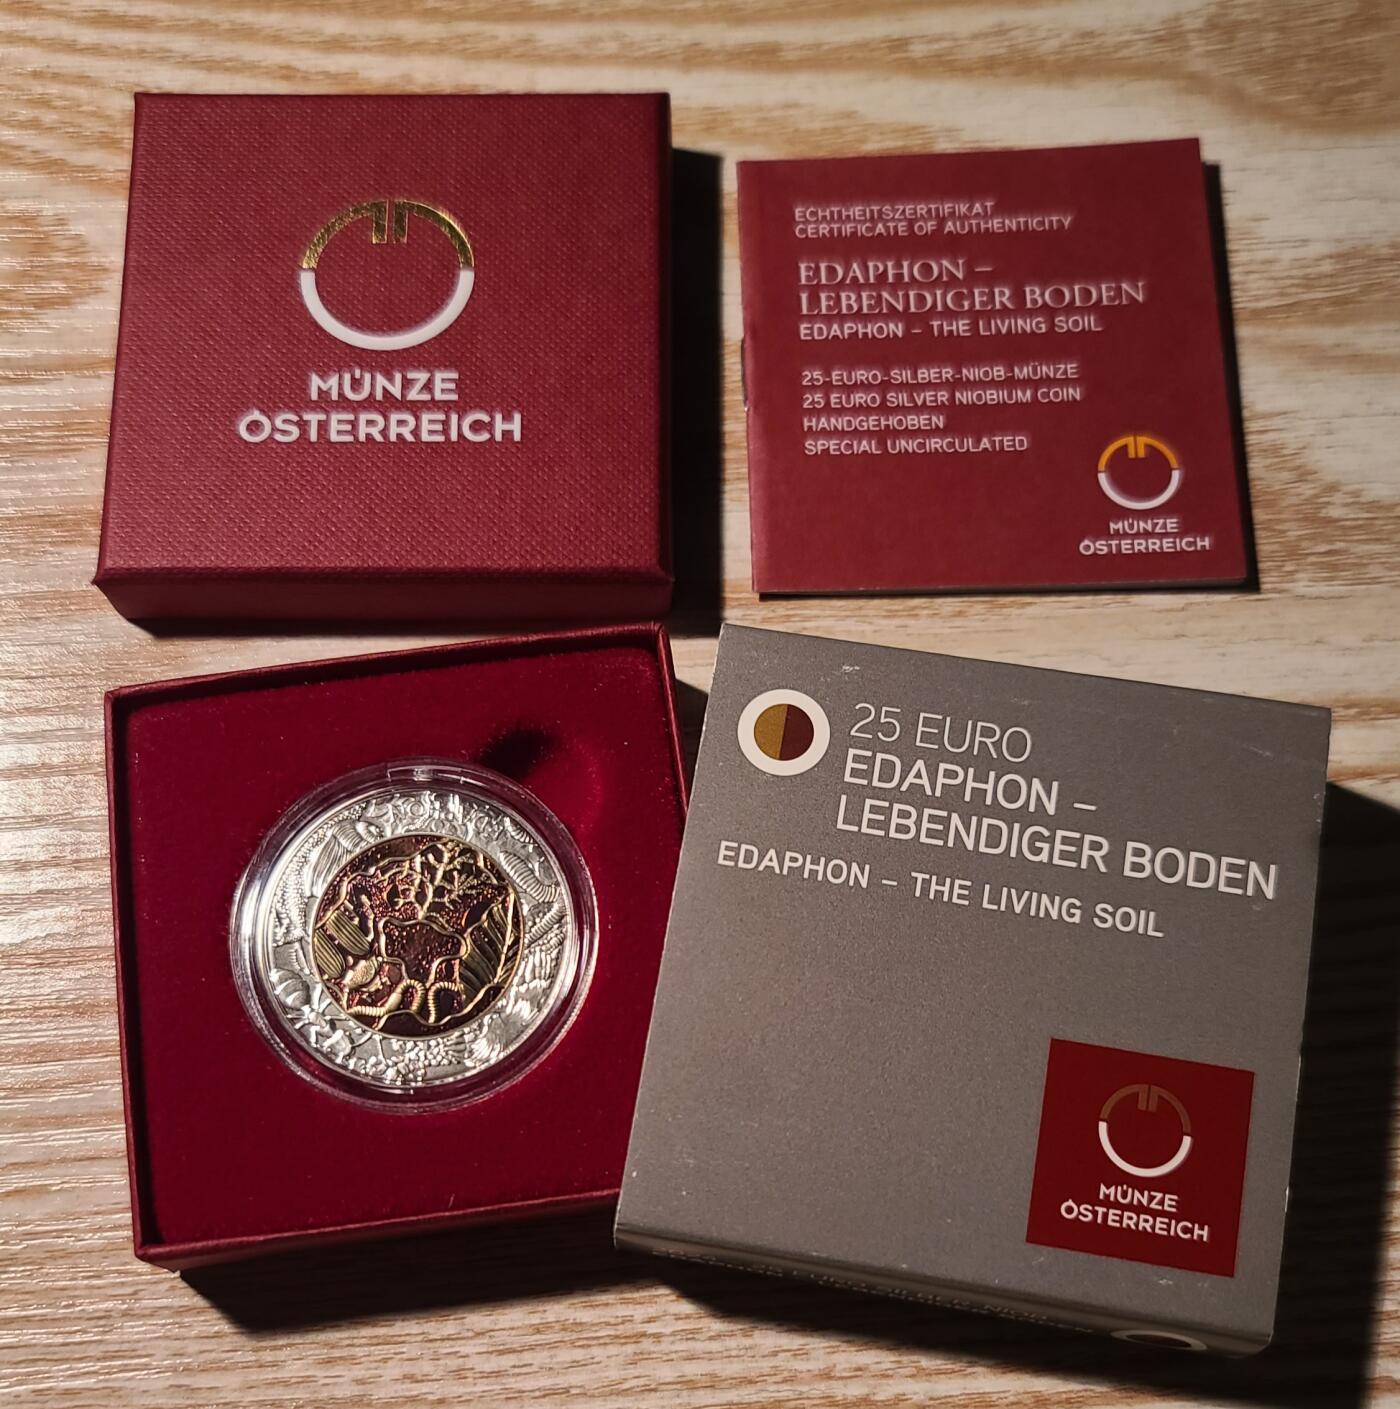 MÜNZE
ÖSTERREICH
ECHTHEITSZERTIFIKAT
CERTIFICATE OF AUTHENTICITY
EDAPHON –
LEBENDIGER BODEN
EDAPHON – THE LIVING SOIL
25-EURO-SILBER-NIOB-MÜNZE
25 EURO SILVER NIOBIUM COIN
HANDGEHOBEN
SPECIAL UNCIRCULATED
MÜNZE
ÖSTERREICH
25 EURO
EDAPHON –
LEBENDIGER BODEN
EDAPHON – THE LIVING SOIL
MÜNZE
ÖSTERREICH